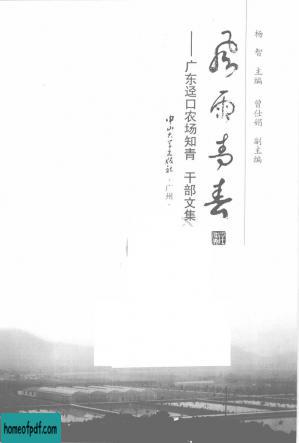 杨智 主编 曾仕娟 副主编
风雨青春
——广东迳口农场知青 干部文集
中山大学出版社
·广州·
homeofpdf.com